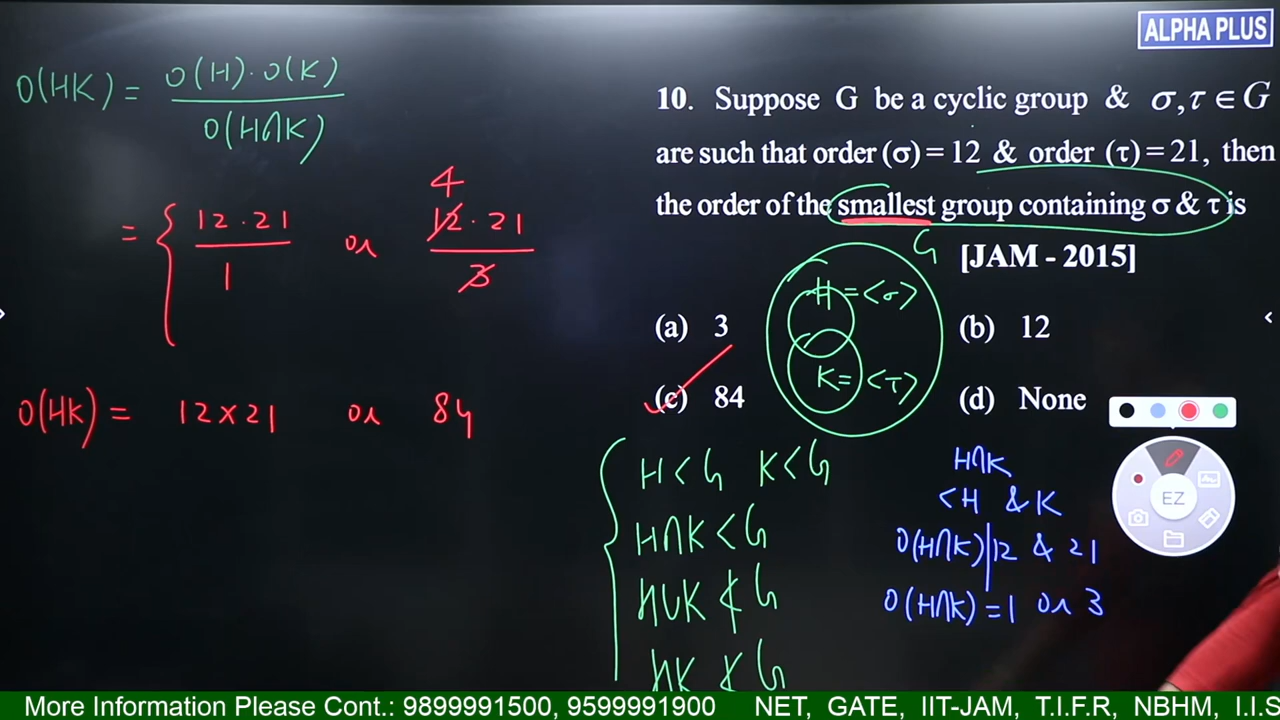 ALPHA PLUS
O(HK) = O(H)·O(K) / O(H∩K)
= { 12·21 / 1 or 12·21 / 3
4
O(HK) = 12×21 or 84
10. Suppose G be a cyclic group & σ,τ ∈ G
are such that order (σ) = 12 & order (τ) = 21, then
the order of the smallest group containing σ & τ is
[JAM - 2015]
(a) 3
(b) 12
(c) 84
(d) None
G
H = <σ>
K = <τ>
H < G K < G
H∩K < G
H∪K ≮ G
HK ≮ G
H∩K
< H & K
O(H∩K) | 12 & 21
O(H∩K) = 1 or 3
EZ
More Information Please Cont.: 9899991500, 9599991900 NET, GATE, IIT-JAM, T.I.F.R, NBHM, I.I.S